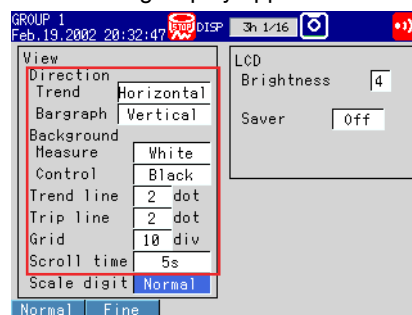 GROUP 1
Feb.19.2002 20:32:47 STOP DISP 3h 1/16
View
Direction
Trend Horizontal
Bargraph Vertical
Background
Measure White
Control Black
Trend line 2 dot
Trip line 2 dot
Grid 10 div
Scroll time 5s
Scale digit Normal
LCD
Brightness 4
Saver Off
Normal Fine